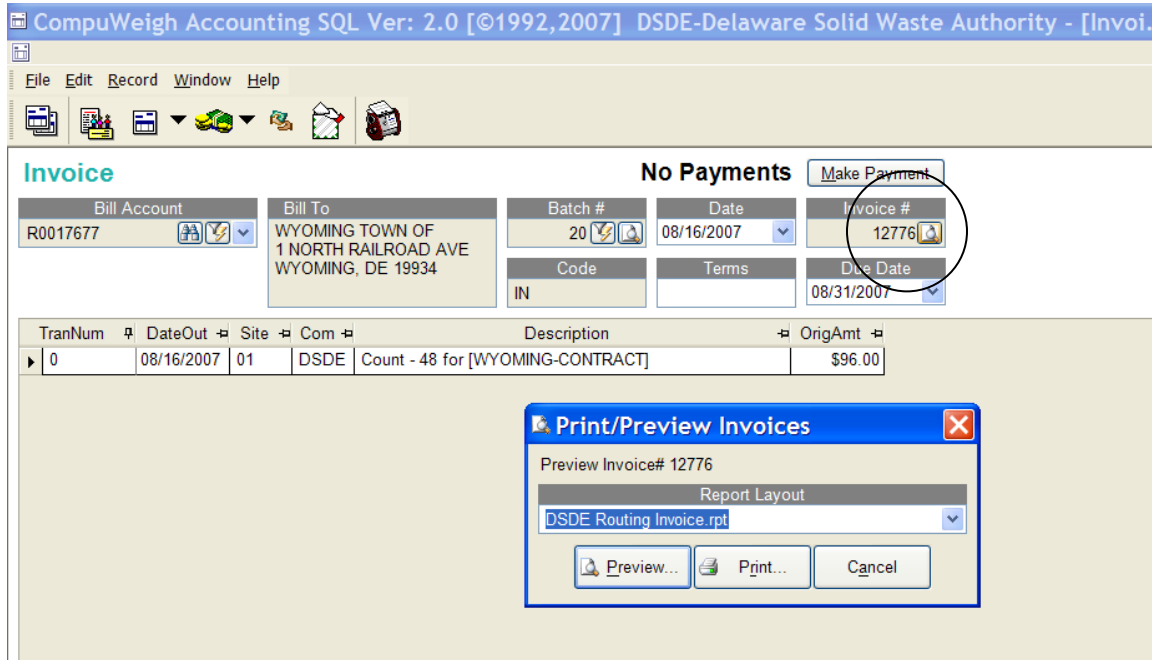 CompuWeigh Accounting SQL Ver: 2.0 [©1992,2007] DSDE-Delaware Solid Waste Authority - [Invoi.
File Edit Record Window Help
Invoice
No Payments Make Payment
Bill Account Bill To Batch # Date Invoice #
R0017677 WYOMING TOWN OF 20 08/16/2007 12776
1 NORTH RAILROAD AVE
WYOMING, DE 19934 Code Terms Due Date
IN 08/31/2007
TranNum DateOut Site Com Description OrigAmt
0 08/16/2007 01 DSDE Count - 48 for [WYOMING-CONTRACT] $96.00
Print/Preview Invoices
Preview Invoice# 12776
Report Layout
DSDE Routing Invoice.rpt
Preview... Print... Cancel